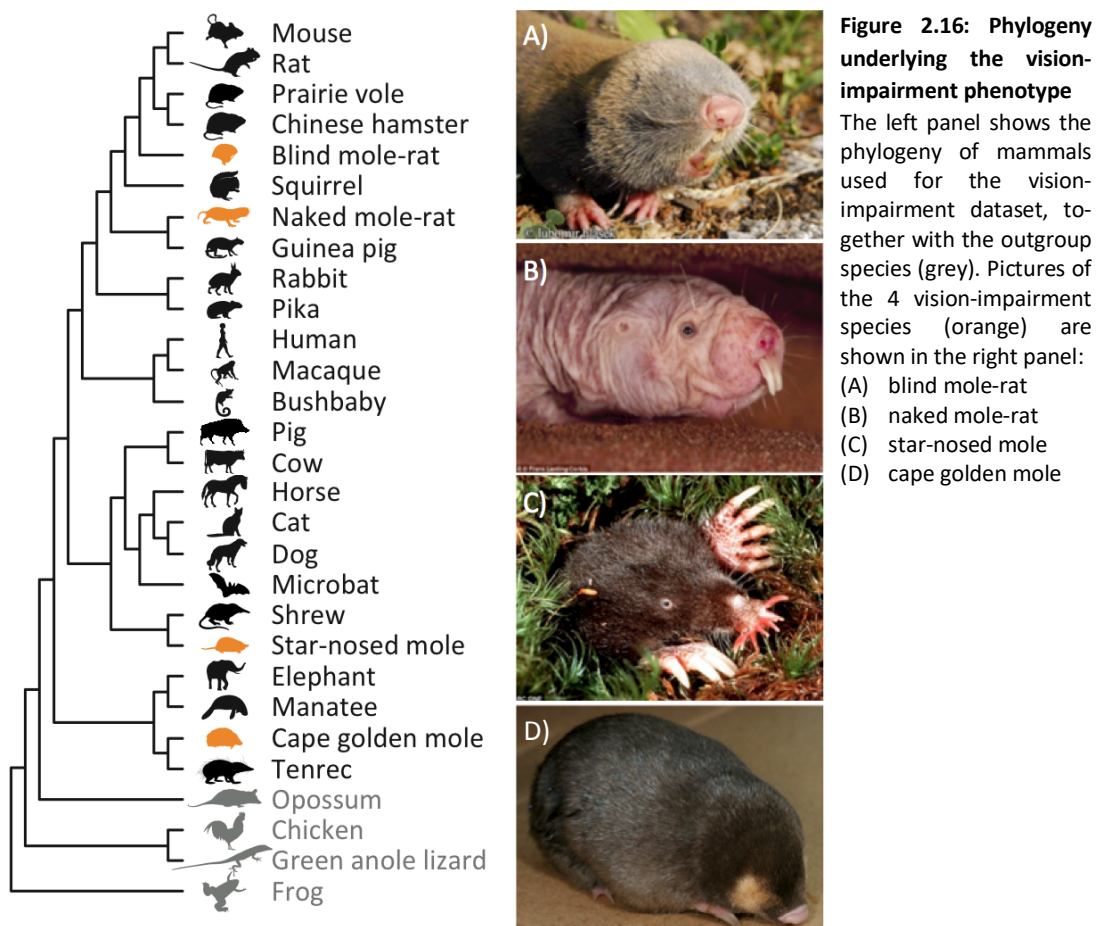 Mouse
Rat
Prairie vole
Chinese hamster
Blind mole-rat
Squirrel
Naked mole-rat
Guinea pig
Rabbit
Pika
Human
Macaque
Bushbaby
Pig
Cow
Horse
Cat
Dog
Microbat
Shrew
Star-nosed mole
Elephant
Manatee
Cape golden mole
Tenrec
Opossum
Chicken
Green anole lizard
Frog
A)
B)
C)
D)
Figure 2.16: Phylogeny
underlying the vision-
impairment phenotype
The left panel shows the
phylogeny of mammals
used for the vision-
impairment dataset, to-
gether with the outgroup
species (grey). Pictures of
the 4 vision-impairment
species (orange) are
shown in the right panel:
(A) blind mole-rat
(B) naked mole-rat
(C) star-nosed mole
(D) cape golden mole